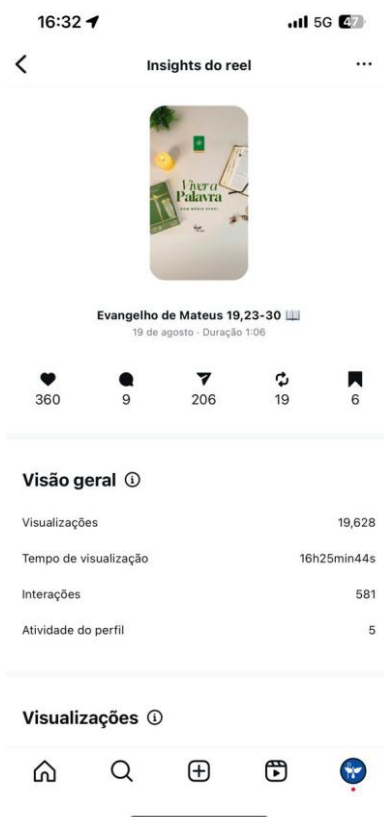 16:32
5G 47
Insights do reel
Viver a
Palavra
Evangelho de Mateus 19,23-30
19 de agosto · Duração 1:06
360 9 206 19 6
Visão geral
Visualizações 19,628
Tempo de visualização 16h25min44s
Interações 581
Atividade do perfil 5
Visualizações